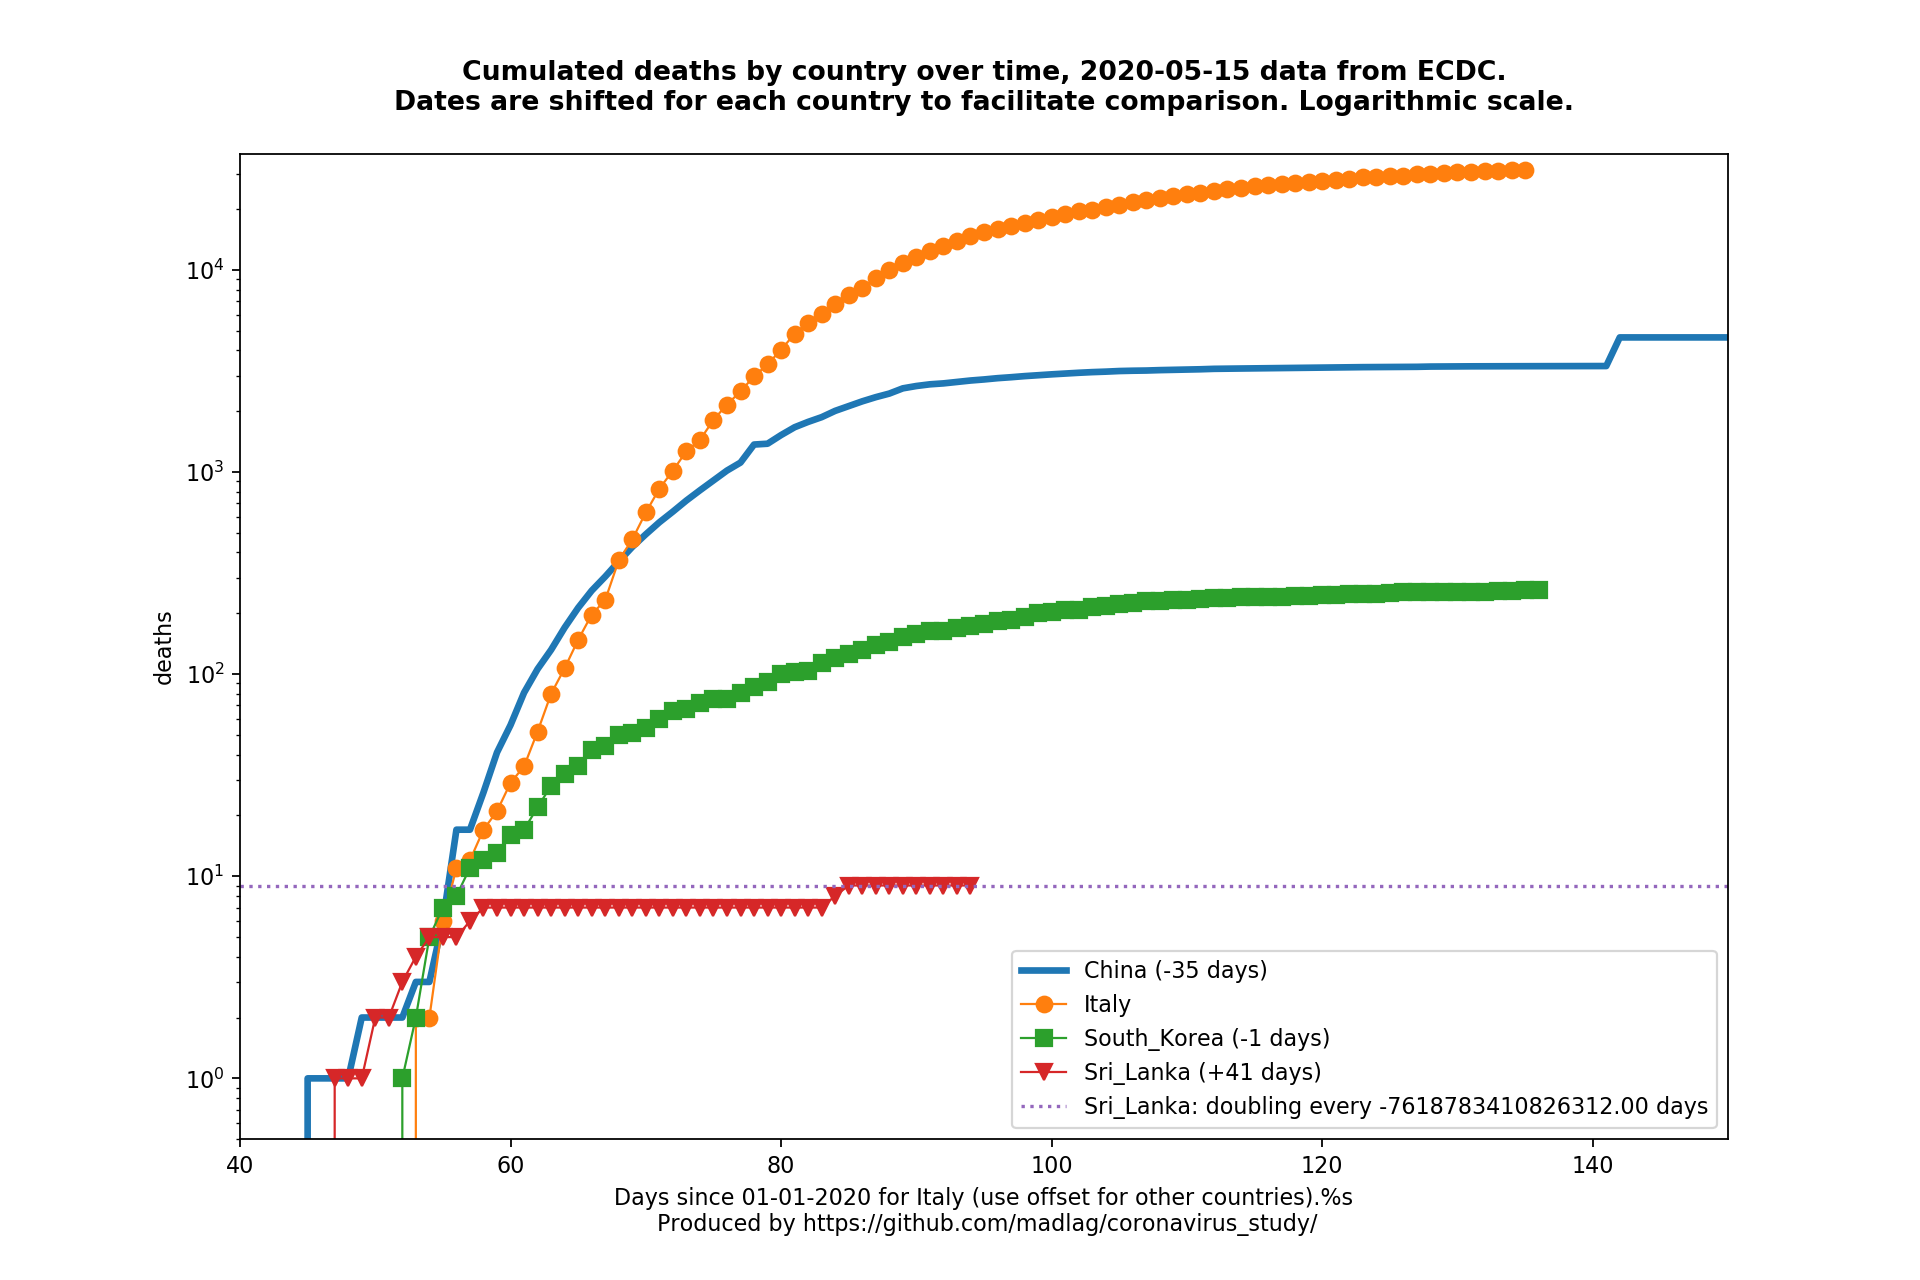 Cumulated deaths by country over time, 2020-05-15 data from ECDC.
Dates are shifted for each country to facilitate comparison. Logarithmic scale.
10⁴
10³
10²
10¹
10⁰
deaths
China (-35 days)
Italy
South_Korea (-1 days)
Sri_Lanka (+41 days)
Sri_Lanka: doubling every -7618783410826312.00 days
40 60 80 100 120 140
Days since 01-01-2020 for Italy (use offset for other countries).%s
Produced by https://github.com/madlag/coronavirus_study/